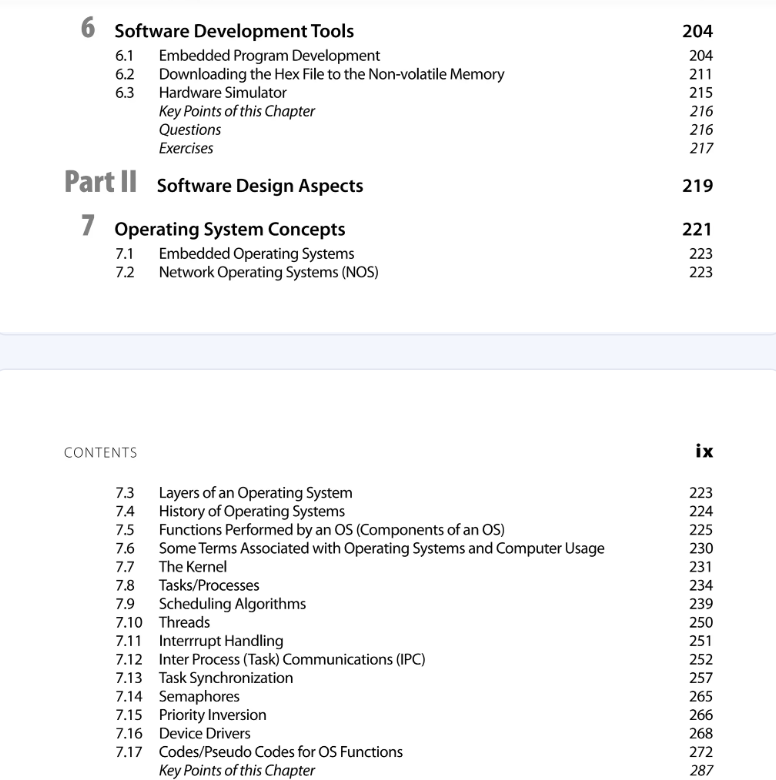 6 Software Development Tools 204
6.1 Embedded Program Development 204
6.2 Downloading the Hex File to the Non-volatile Memory 211
6.3 Hardware Simulator 215
Key Points of this Chapter 216
Questions 216
Exercises 217
Part II Software Design Aspects 219
7 Operating System Concepts 221
7.1 Embedded Operating Systems 223
7.2 Network Operating Systems (NOS) 223
CONTENTS ix
7.3 Layers of an Operating System 223
7.4 History of Operating Systems 224
7.5 Functions Performed by an OS (Components of an OS) 225
7.6 Some Terms Associated with Operating Systems and Computer Usage 230
7.7 The Kernel 231
7.8 Tasks/Processes 234
7.9 Scheduling Algorithms 239
7.10 Threads 250
7.11 Interrrupt Handling 251
7.12 Inter Process (Task) Communications (IPC) 252
7.13 Task Synchronization 257
7.14 Semaphores 265
7.15 Priority Inversion 266
7.16 Device Drivers 268
7.17 Codes/Pseudo Codes for OS Functions 272
Key Points of this Chapter 287